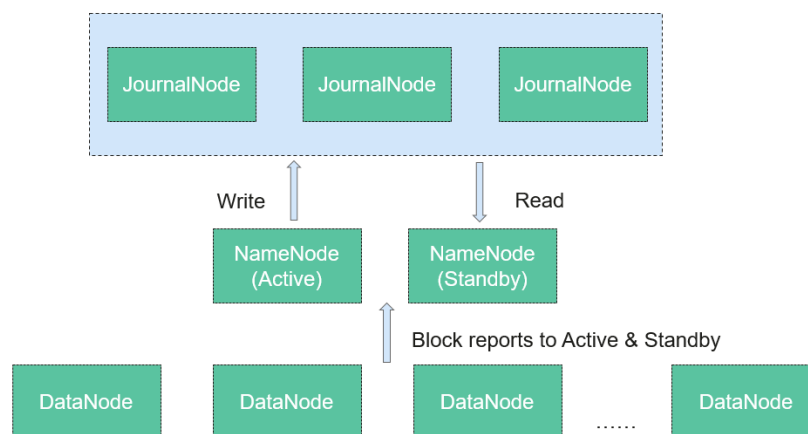 JournalNode
JournalNode
JournalNode
Write
Read
NameNode
(Active)
NameNode
(Standby)
Block reports to Active & Standby
DataNode
DataNode
DataNode
......
DataNode